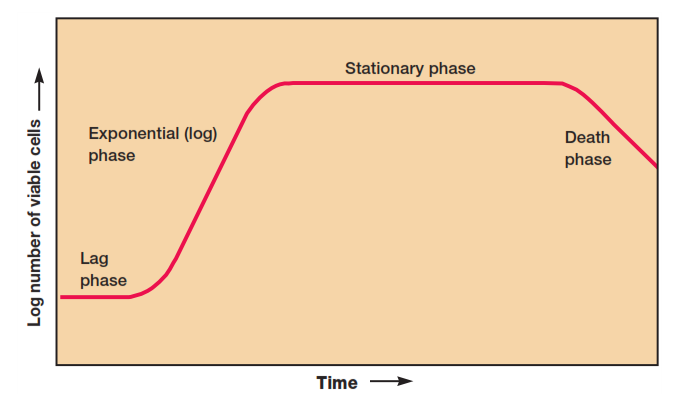 Log number of viable cells
Stationary phase
Exponential (log)
phase
Death
phase
Lag
phase
Time